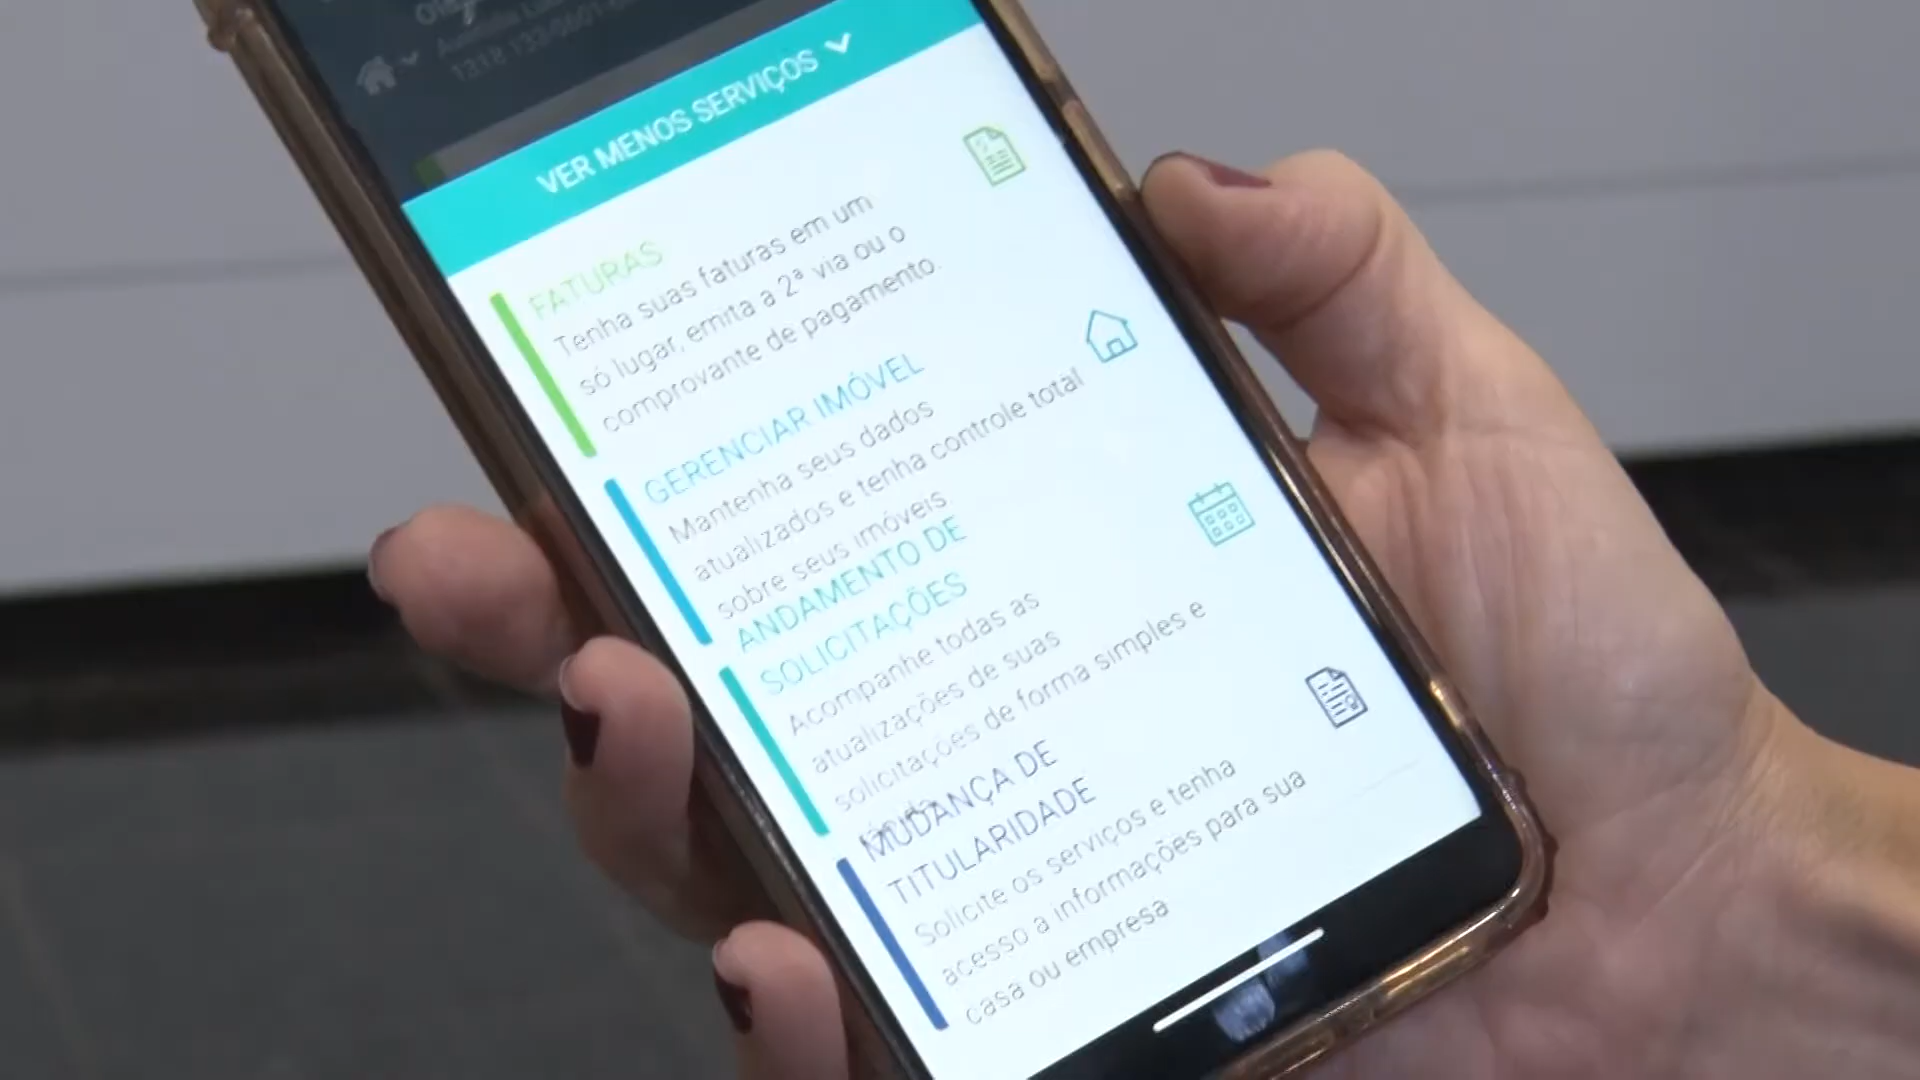 VER MENOS SERVIÇOS
FATURAS
Tenha suas faturas em um
só lugar, emita a 2ª via ou o
comprovante de pagamento.
GERENCIAR IMÓVEL
Mantenha seus dados
atualizados e tenha controle total
sobre seus imóveis.
ANDAMENTO DE
SOLICITAÇÕES
Acompanhe todas as
atualizações de suas
solicitações de forma simples e
MUDANÇA DE
TITULARIDADE
Solicite os serviços e tenha
acesso a informações para sua
casa ou empresa